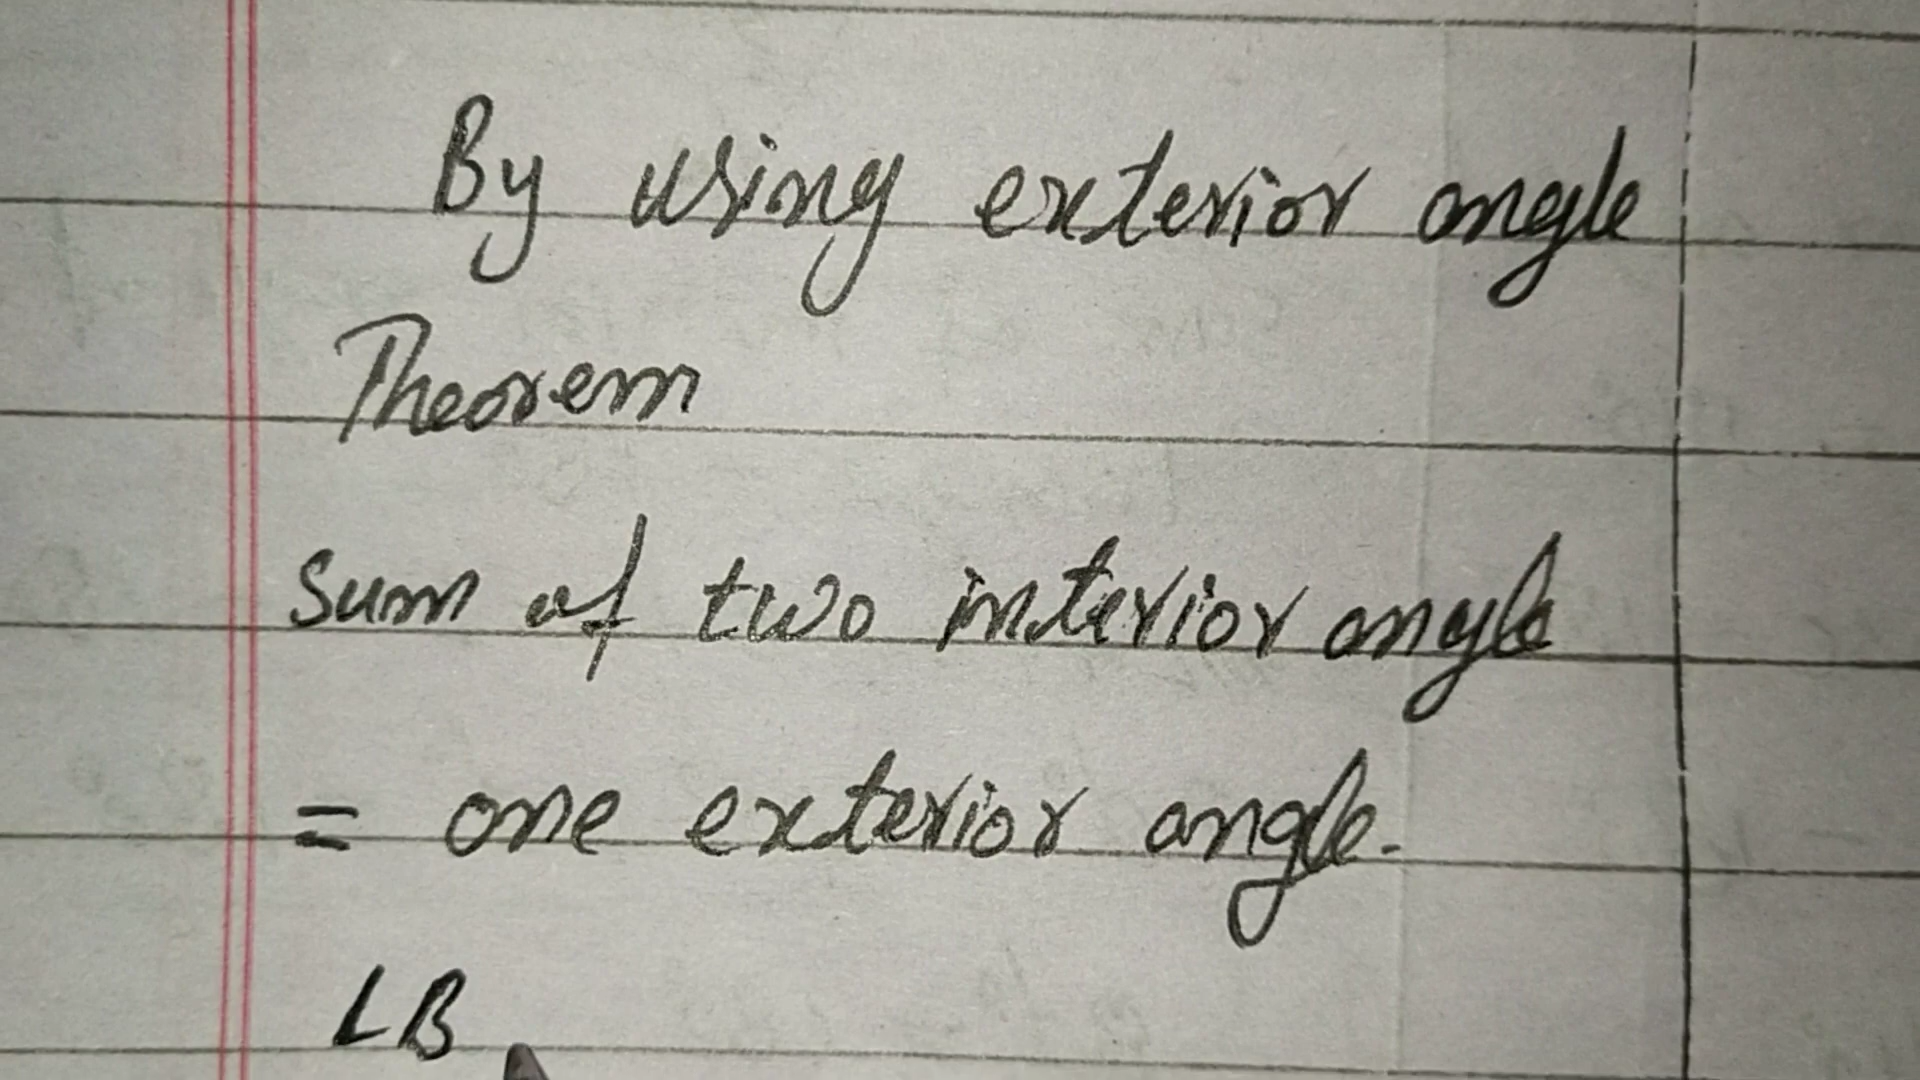 By using exterior angle
Theorem
Sum of two interior angle
= one exterior angle.
∠B